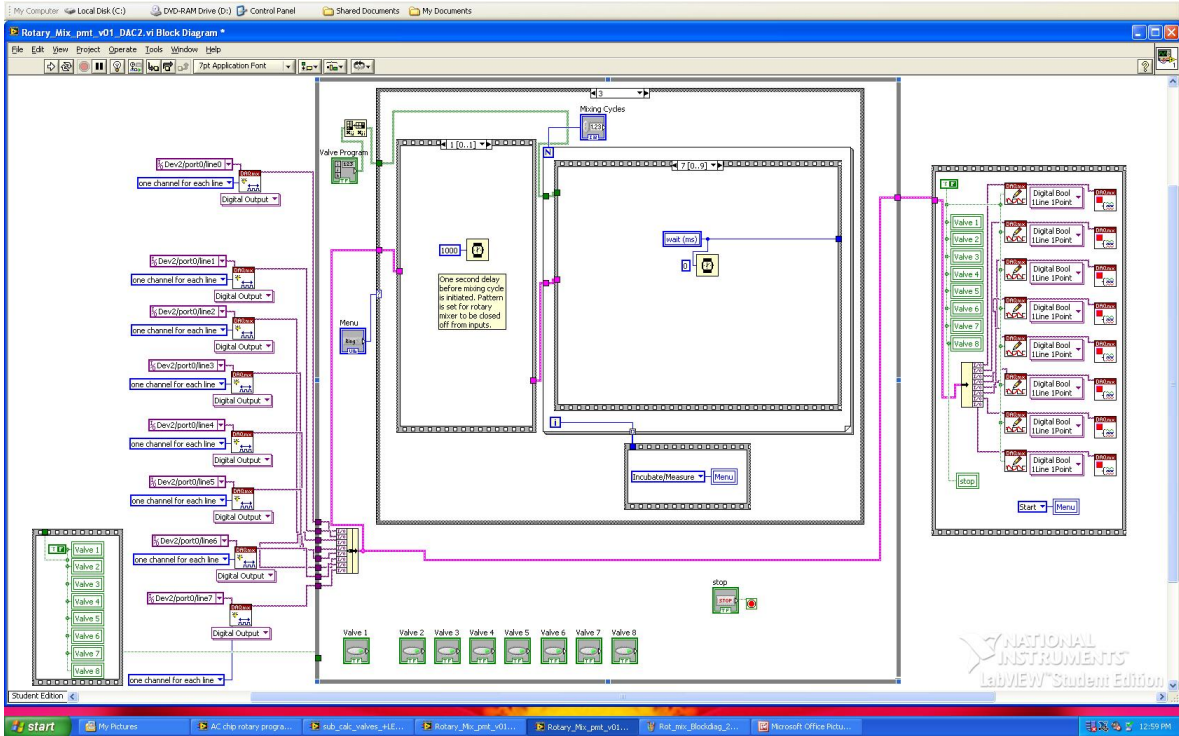 My Computer Local Disk (C:) DVD-RAM Drive (D:) Control Panel Shared Documents My Documents
Rotary_Mix_pmt_v01_DAC2.vi Block Diagram *
File Edit View Project Operate Tools Window Help
7pt Application Font
3
Mixing Cycles
123
Valve Program
1 [0..1]
N
7 [0..9]
Dev2/port0/line0
one channel for each line
Digital Output
1000
wait (ms)
0
One second delay
before mixing cycle
is initiated. Pattern
is set for rotary
mixer to be closed
off from inputs.
Menu
Dev2/port0/line1
one channel for each line
Digital Output
Dev2/port0/line2
one channel for each line
Digital Output
Dev2/port0/line3
one channel for each line
Digital Output
Dev2/port0/line4
one channel for each line
Digital Output
Dev2/port0/line5
one channel for each line
Digital Output
Dev2/port0/line6
one channel for each line
Digital Output
Dev2/port0/line7
Digital Output
one channel for each line
i
Incubate/Measure
Menu
Valve 1
Valve 2
Valve 3
Valve 4
Valve 5
Valve 6
Valve 7
Valve 8
stop
Digital Bool
1Line 1Point
Digital Bool
1Line 1Point
Digital Bool
1Line 1Point
Digital Bool
1Line 1Point
Digital Bool
1Line 1Point
Digital Bool
1Line 1Point
Digital Bool
1Line 1Point
Digital Bool
1Line 1Point
Start
Menu
Valve 1
Valve 2
Valve 3
Valve 4
Valve 5
Valve 6
Valve 7
Valve 8
stop
STOP
Valve 1 Valve 2 Valve 3 Valve 4 Valve 5 Valve 6 Valve 7 Valve 8
NATIONAL
INSTRUMENTS
LabVIEW Student Edition
Student Edition
start My Pictures AC chip rotary progra... sub_calc_valves_+LE... Rotary_Mix_pmt_v01... Rotary_Mix_pmt_v01... Rot_mix_Blockdiag_2... Microsoft Office Pictu... 12:59 PM